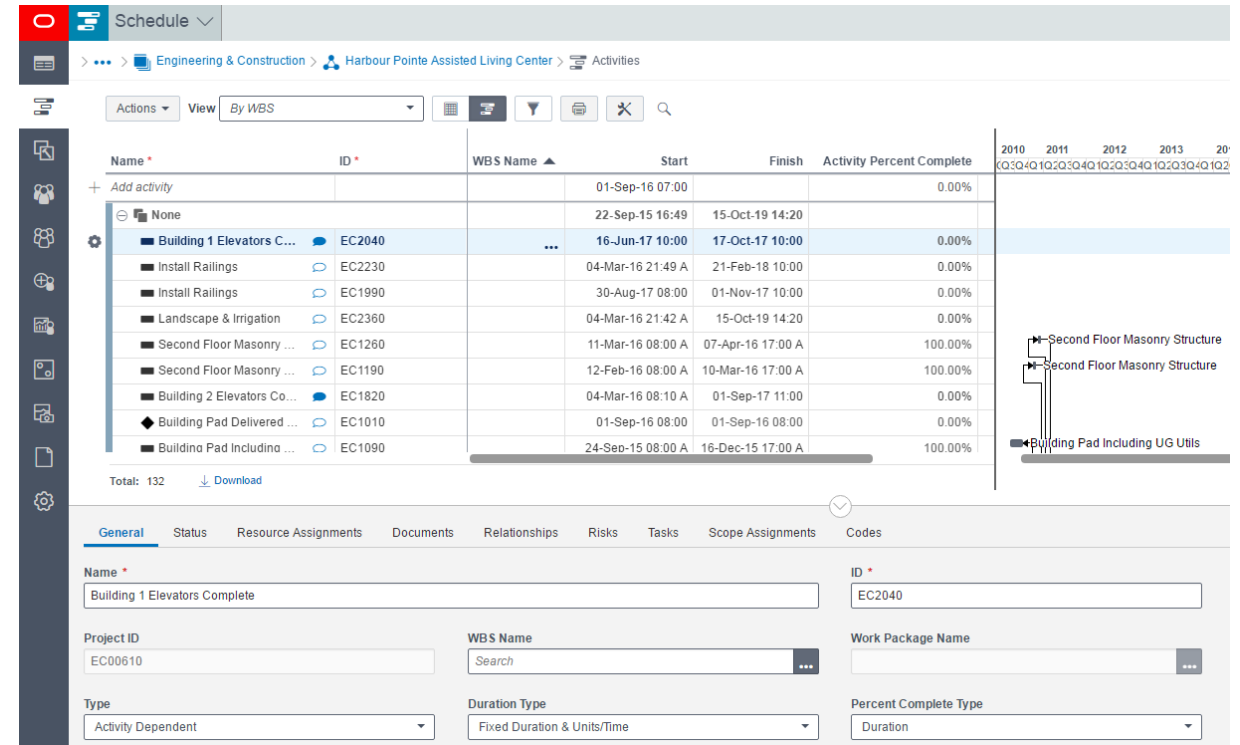 Schedule
> ••• > Engineering & Construction > Harbour Pointe Assisted Living Center > Activities
Actions View By WBS
Name * ID * WBS Name Start Finish Activity Percent Complete
2010 2011 2012 2013 201
Q3Q4Q1Q2Q3Q4Q1Q2Q3Q4Q1Q2Q3Q4Q1Q2
Add activity 01-Sep-16 07:00 0.00%
None 22-Sep-15 16:49 15-Oct-19 14:20
Building 1 Elevators C... EC2040 ... 16-Jun-17 10:00 17-Oct-17 10:00 0.00%
Install Railings EC2230 04-Mar-16 21:49 A 21-Feb-18 10:00 0.00%
Install Railings EC1990 30-Aug-17 08:00 01-Nov-17 10:00 0.00%
Landscape & Irrigation EC2360 04-Mar-16 21:42 A 15-Oct-19 14:20 0.00%
Second Floor Masonry ... EC1260 11-Mar-16 08:00 A 07-Apr-16 17:00 A 100.00% Second Floor Masonry Structure
Second Floor Masonry ... EC1190 12-Feb-16 08:00 A 10-Mar-16 17:00 A 100.00% Second Floor Masonry Structure
Building 2 Elevators Co... EC1820 04-Mar-16 08:10 A 01-Sep-17 11:00 0.00%
Building Pad Delivered ... EC1010 01-Sep-16 08:00 01-Sep-16 08:00 0.00%
Building Pad Including ... EC1090 24-Sep-15 08:00 A 16-Dec-15 17:00 A 100.00% Building Pad Including UG Utils
Total: 132 Download
General Status Resource Assignments Documents Relationships Risks Tasks Scope Assignments Codes
Name * ID *
Building 1 Elevators Complete EC2040
Project ID WBS Name Work Package Name
EC00610 Search ... ...
Type Duration Type Percent Complete Type
Activity Dependent Fixed Duration & Units/Time Duration